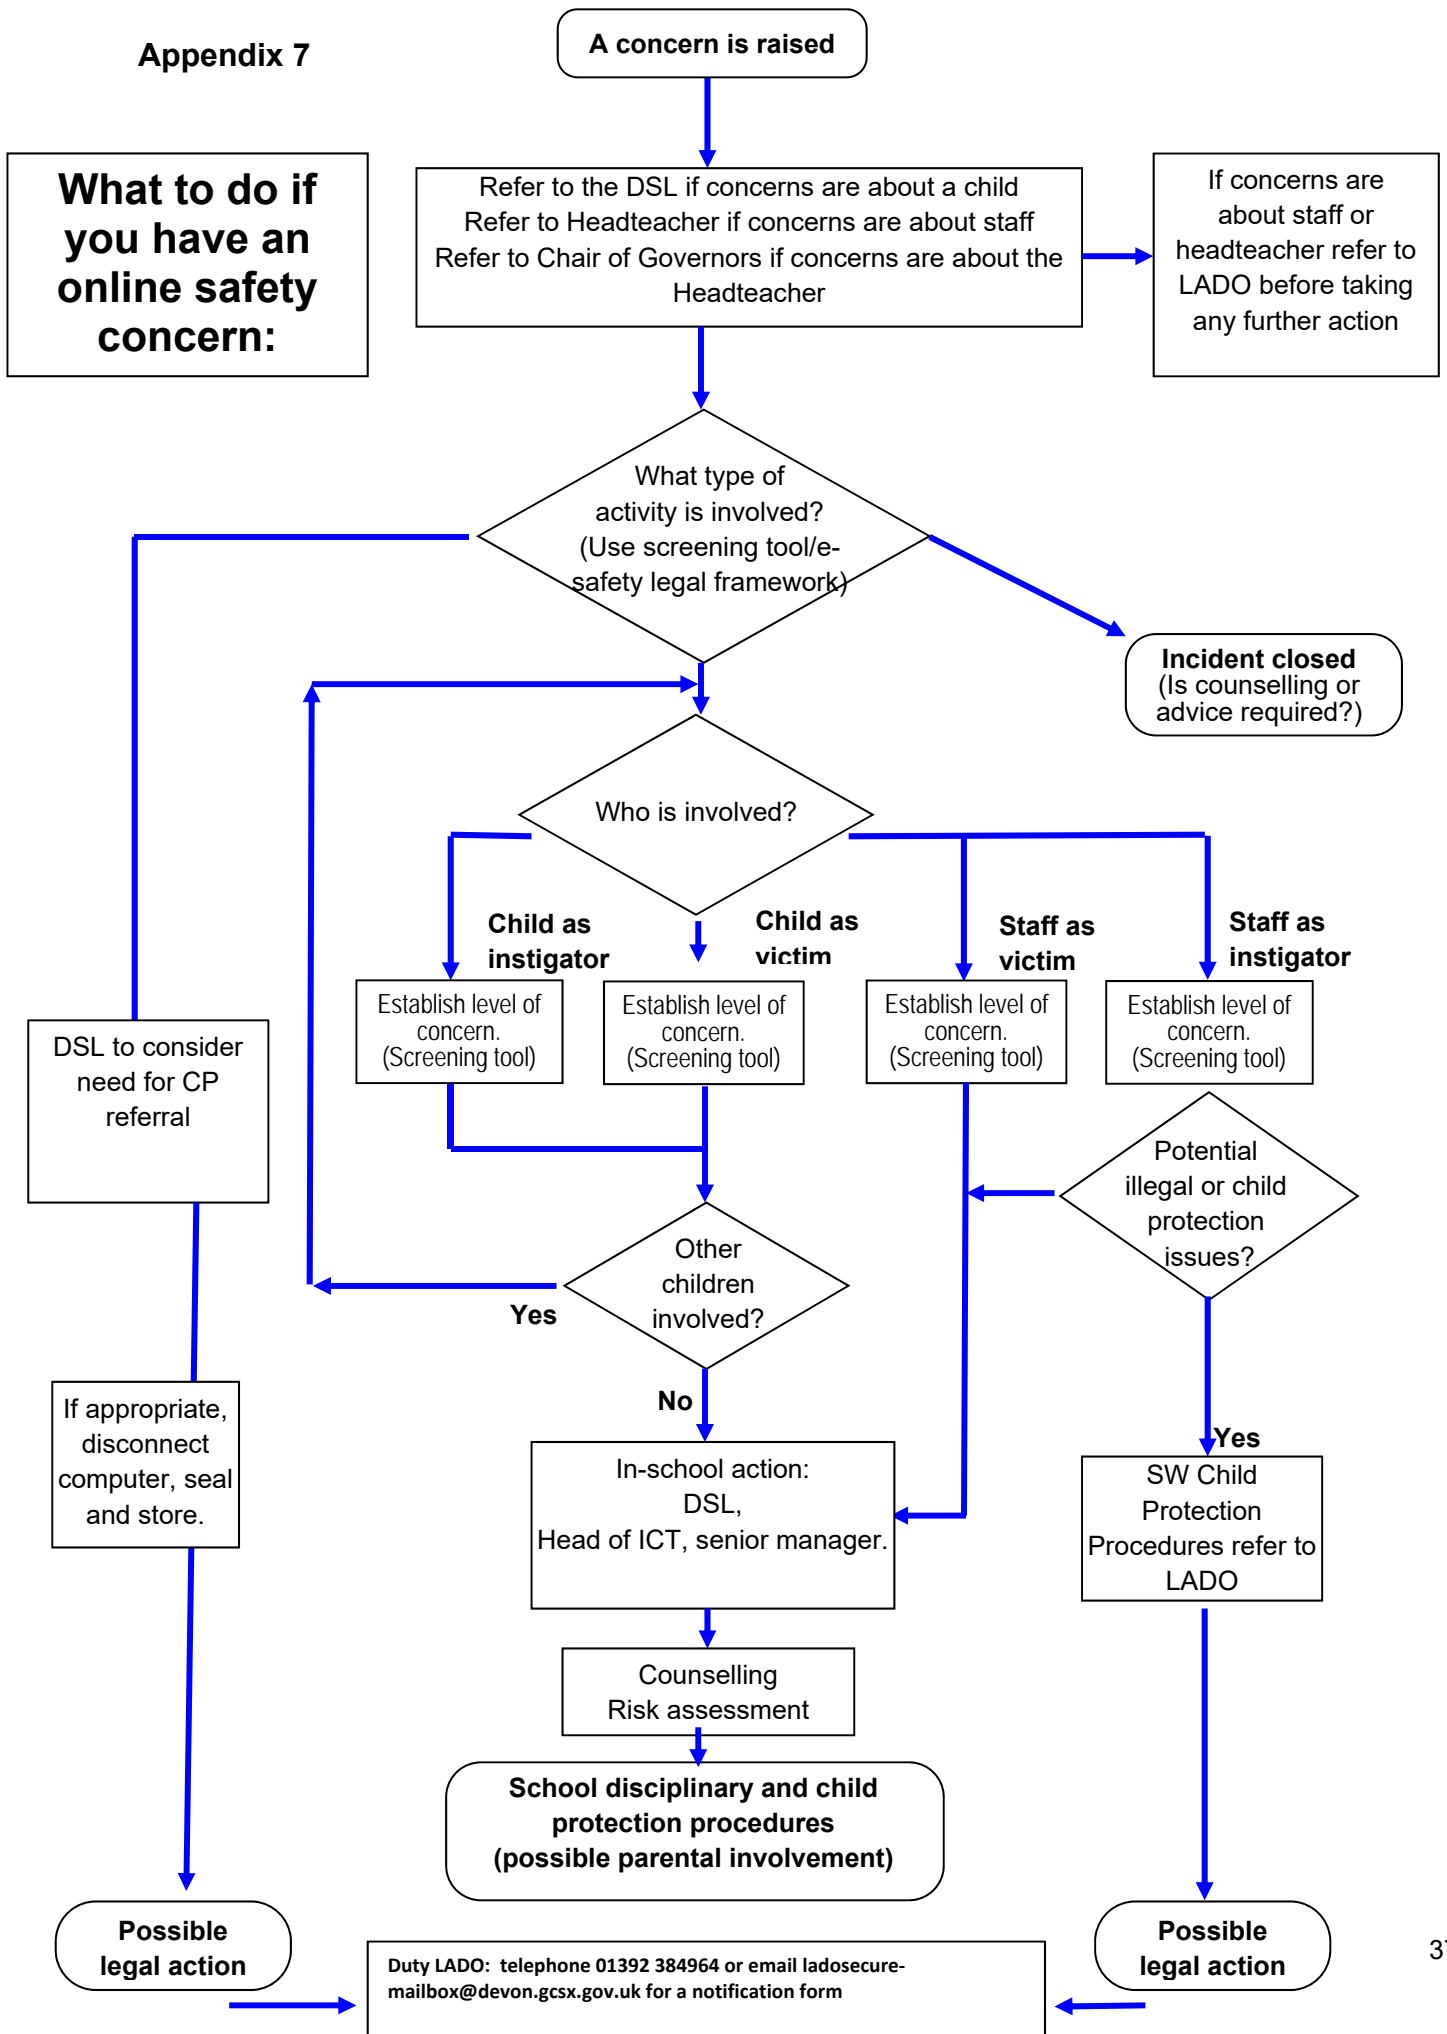 Appendix 7
A concern is raised
What to do if
you have an
online safety
concern:
Refer to the DSL if concerns are about a child
Refer to Headteacher if concerns are about staff
Refer to Chair of Governors if concerns are about the
Headteacher
If concerns are
about staff or
headteacher refer to
LADO before taking
any further action
What type of
activity is involved?
(Use screening tool/e-
safety legal framework)
Incident closed
(Is counselling or
advice required?)
Who is involved?
Child as
instigator
Child as
victim
Staff as
victim
Staff as
instigator
Establish level of
concern.
(Screening tool)
Establish level of
concern.
(Screening tool)
Establish level of
concern.
(Screening tool)
Establish level of
concern.
(Screening tool)
DSL to consider
need for CP
referral
Potential
illegal or child
protection
issues?
Other
children
involved?
Yes
No
Yes
If appropriate,
disconnect
computer, seal
and store.
In-school action:
DSL,
Head of ICT, senior manager.
SW Child
Protection
Procedures refer to
LADO
Counselling
Risk assessment
School disciplinary and child
protection procedures
(possible parental involvement)
Possible
legal action
Possible
legal action
Duty LADO: telephone 01392 384964 or email ladosecure-
mailbox@devon.gcsx.gov.uk for a notification form